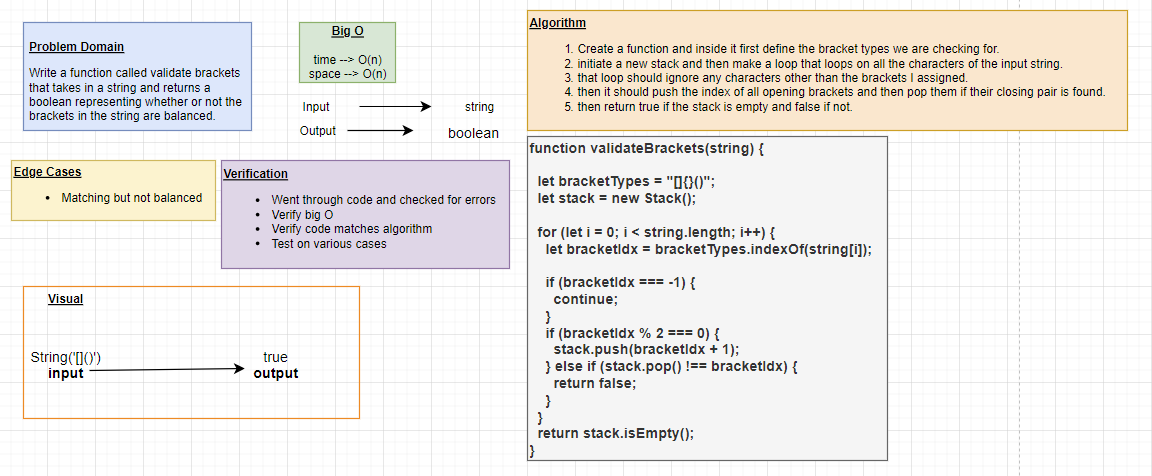 Problem Domain
Write a function called validate brackets
that takes in a string and returns a
boolean representing whether or not the
brackets in the string are balanced.
Big O
time --> O(n)
space --> O(n)
Input
string
Output
boolean
Algorithm
1. Create a function and inside it first define the bracket types we are checking for.
2. initiate a new stack and then make a loop that loops on all the characters of the input string.
3. that loop should ignore any characters other than the brackets I assigned.
4. then it should push the index of all opening brackets and then pop them if their closing pair is found.
5. then return true if the stack is empty and false if not.
Edge Cases
• Matching but not balanced
Verification
• Went through code and checked for errors
• Verify big O
• Verify code matches algorithm
• Test on various cases
Visual
String('[]()')
input
true
output
function validateBrackets(string) {
let bracketTypes = "[]{}()";
let stack = new Stack();
for (let i = 0; i < string.length; i++) {
let bracketIdx = bracketTypes.indexOf(string[i]);
if (bracketIdx === -1) {
continue;
}
if (bracketIdx % 2 === 0) {
stack.push(bracketIdx + 1);
} else if (stack.pop() !== bracketIdx) {
return false;
}
}
return stack.isEmpty();
}